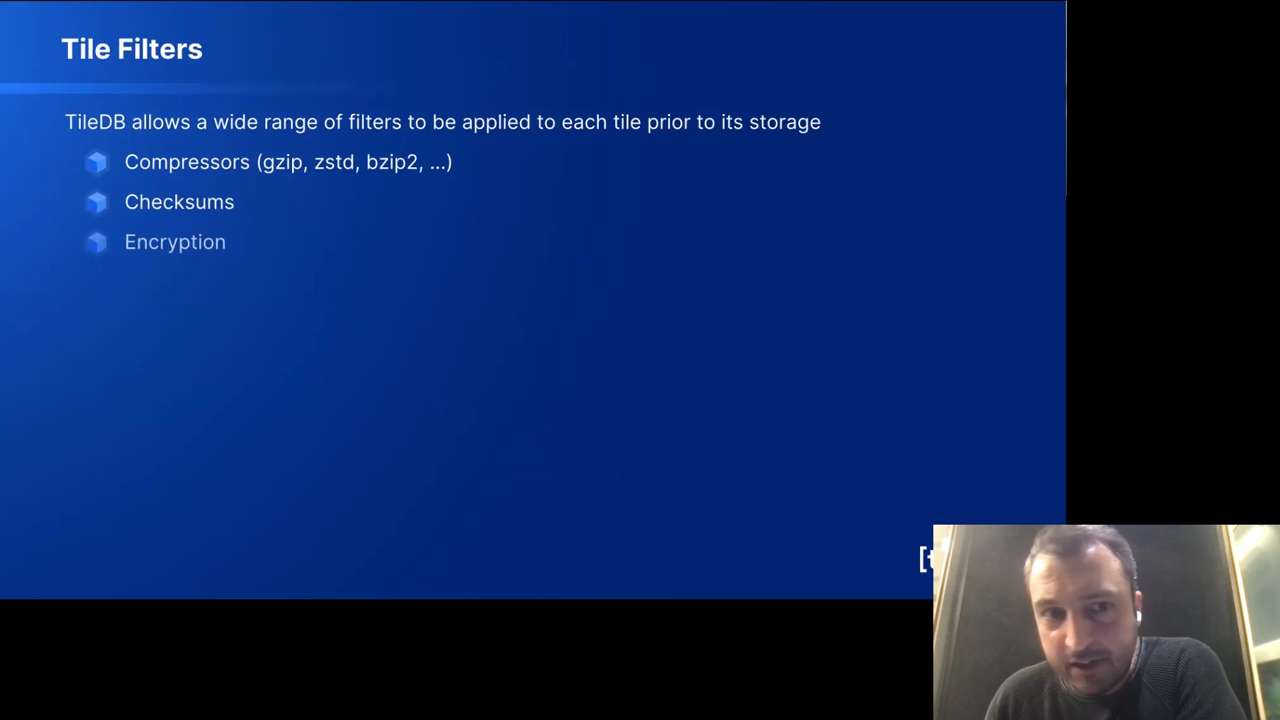 Tile Filters
TileDB allows a wide range of filters to be applied to each tile prior to its storage
Compressors (gzip, zstd, bzip2, ...)
Checksums
Encryption